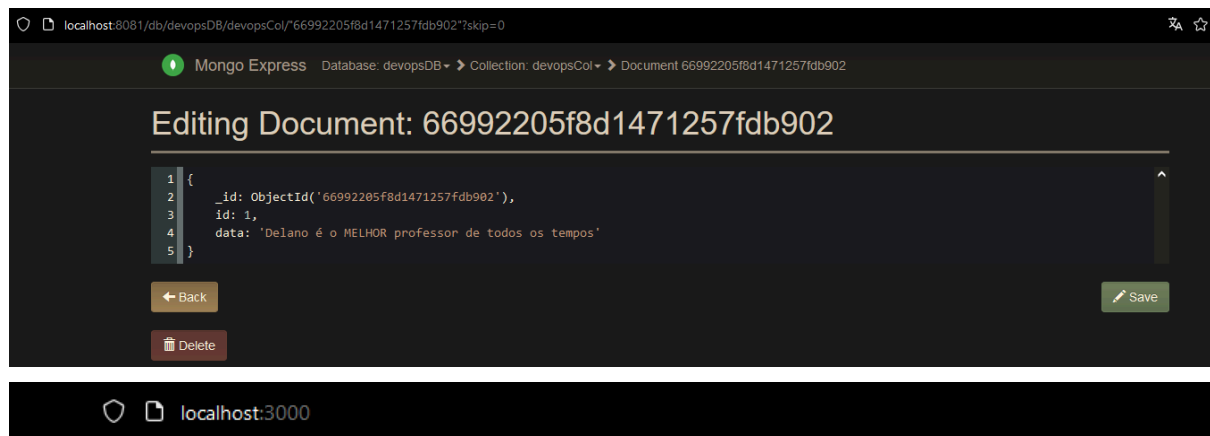 localhost:8081/db/devopsDB/devopsCol/"66992205f8d1471257fdb902"?skip=0
Mongo Express Database: devopsDB Collection: devopsCol Document 66992205f8d1471257fdb902
Editing Document: 66992205f8d1471257fdb902
1 {
2 _id: ObjectId('66992205f8d1471257fdb902'),
3 id: 1,
4 data: 'Delano é o MELHOR professor de todos os tempos'
5 }
Back
Save
Delete
localhost:3000